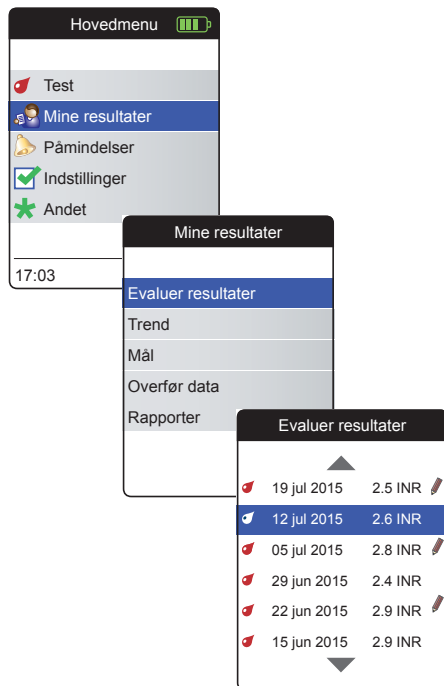 Hovedmenu
Test
Mine resultater
Påmindelser
Indstillinger
Andet
17:03
Mine resultater
Evaluer resultater
Trend
Mål
Overfør data
Rapporter
Evaluer resultater
19 jul 2015 2.5 INR
12 jul 2015 2.6 INR
05 jul 2015 2.8 INR
29 jun 2015 2.4 INR
22 jun 2015 2.9 INR
15 jun 2015 2.9 INR